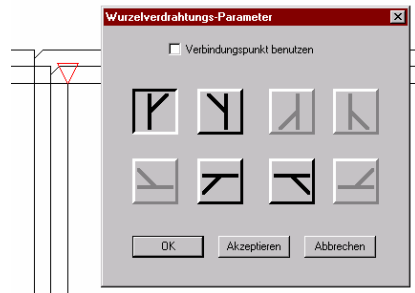 Wurzelverdrahtungs-Parameter
Verbindungspunkt benutzen
OK
Akzeptieren
Abbrechen